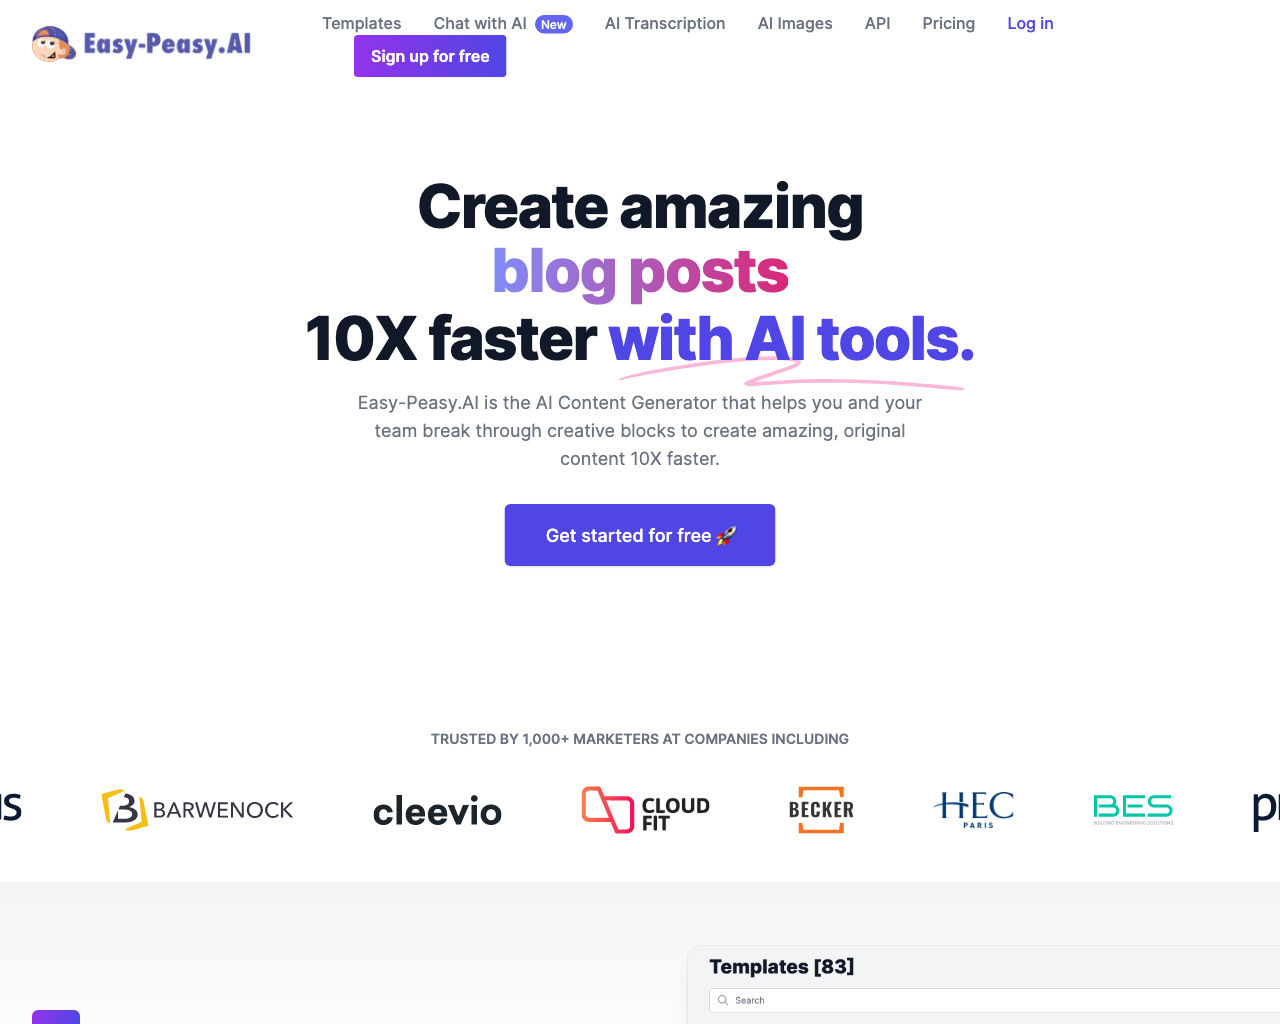 Easy-Peasy.AI
Templates Chat with AI New AI Transcription AI Images API Pricing Log in
Sign up for free
Create amazing
blog posts
10X faster with AI tools.
Easy-Peasy.AI is the AI Content Generator that helps you and your
team break through creative blocks to create amazing, original
content 10X faster.
Get started for free 🚀
TRUSTED BY 1,000+ MARKETERS AT COMPANIES INCLUDING
B BARWENOCK
cleevio
CLOUD
FIT
BECKER
HEC
PARIS
BES
BUILDING ENGINEERING SOLUTIONS
Templates [83]
Search